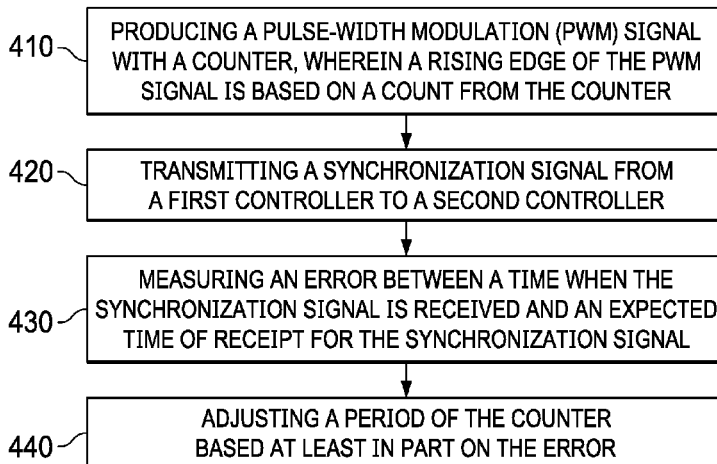 410
PRODUCING A PULSE-WIDTH MODULATION (PWM) SIGNAL
WITH A COUNTER, WHEREIN A RISING EDGE OF THE PWM
SIGNAL IS BASED ON A COUNT FROM THE COUNTER
420
TRANSMITTING A SYNCHRONIZATION SIGNAL FROM
A FIRST CONTROLLER TO A SECOND CONTROLLER
430
MEASURING AN ERROR BETWEEN A TIME WHEN THE
SYNCHRONIZATION SIGNAL IS RECEIVED AND AN EXPECTED
TIME OF RECEIPT FOR THE SYNCHRONIZATION SIGNAL
440
ADJUSTING A PERIOD OF THE COUNTER
BASED AT LEAST IN PART ON THE ERROR